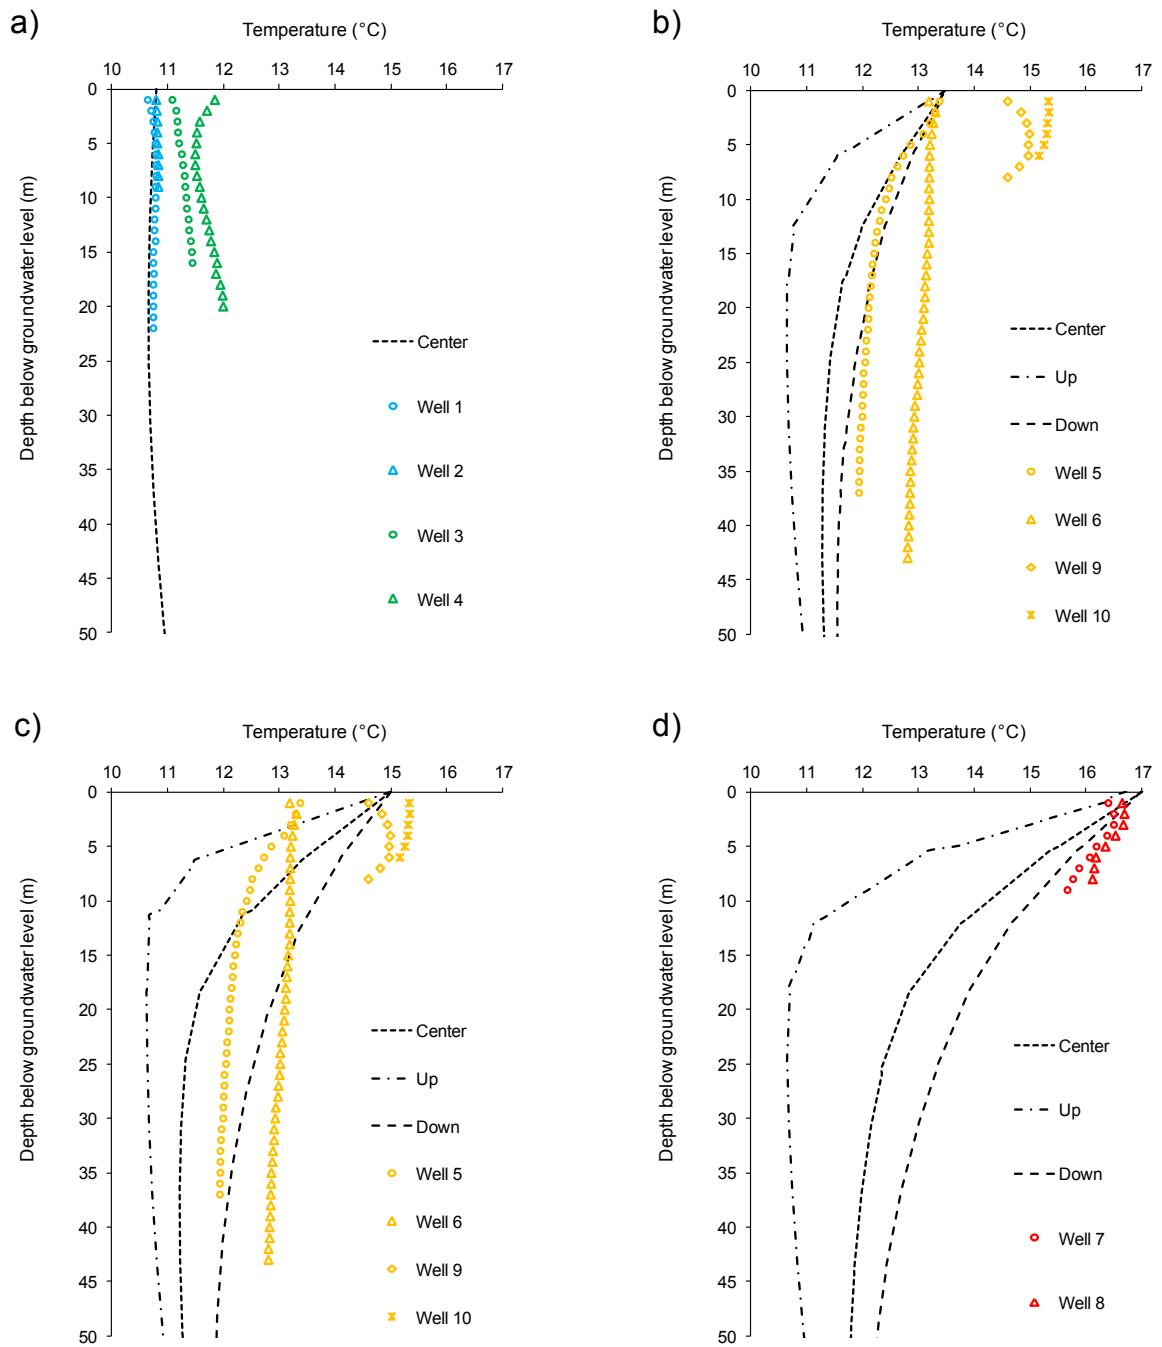 a)
Temperature (°C)
10 11 12 13 14 15 16 17
0
5
10
15
20
25
30
35
40
45
50
Depth below groundwater level (m)
Center
Well 1
Well 2
Well 3
Well 4
b)
Temperature (°C)
10 11 12 13 14 15 16 17
0
5
10
15
20
25
30
35
40
45
50
Depth below groundwater level (m)
Center
Up
Down
Well 5
Well 6
Well 9
Well 10
c)
Temperature (°C)
10 11 12 13 14 15 16 17
0
5
10
15
20
25
30
35
40
45
50
Depth below groundwater level (m)
Center
Up
Down
Well 5
Well 6
Well 9
Well 10
d)
Temperature (°C)
10 11 12 13 14 15 16 17
0
5
10
15
20
25
30
35
40
45
50
Depth below groundwater level (m)
Center
Up
Down
Well 7
Well 8